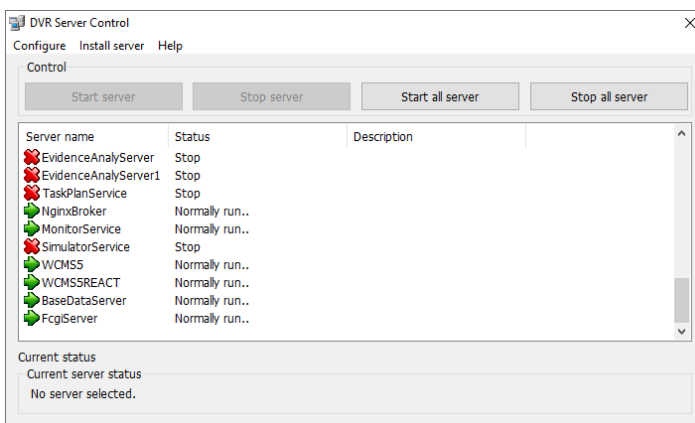 DVR Server Control
Configure Install server Help
Control
Start server Stop server Start all server Stop all server
Server name Status Description
EvidenceAnalyServer Stop
EvidenceAnalyServer1 Stop
TaskPlanService Stop
NginxBroker Normally run..
MonitorService Normally run..
SimulatorService Stop
WCMS5 Normally run..
WCMS5REACT Normally run..
BaseDataServer Normally run..
FcgiServer Normally run..
Current status
Current server status
No server selected.